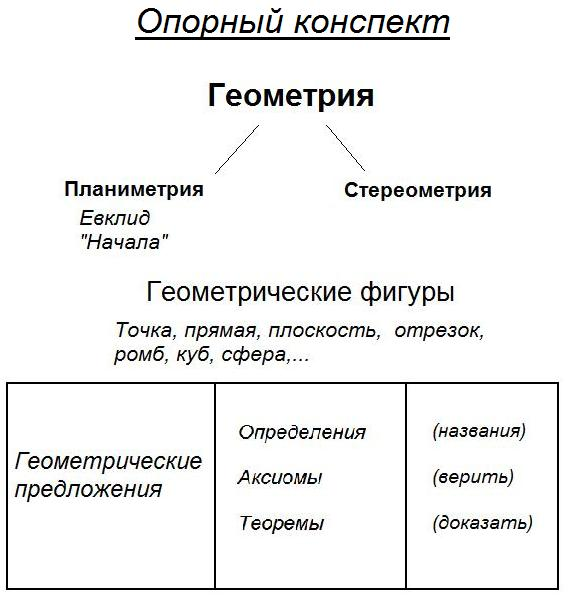 Опорный конспект
Геометрия
Планиметрия
Стереометрия
Евклид
"Начала"
Геометрические фигуры
Точка, прямая, плоскость, отрезок,
ромб, куб, сфера,...
Геометрические
предложения
Определения
(названия)
Аксиомы
(верить)
Теоремы
(доказать)